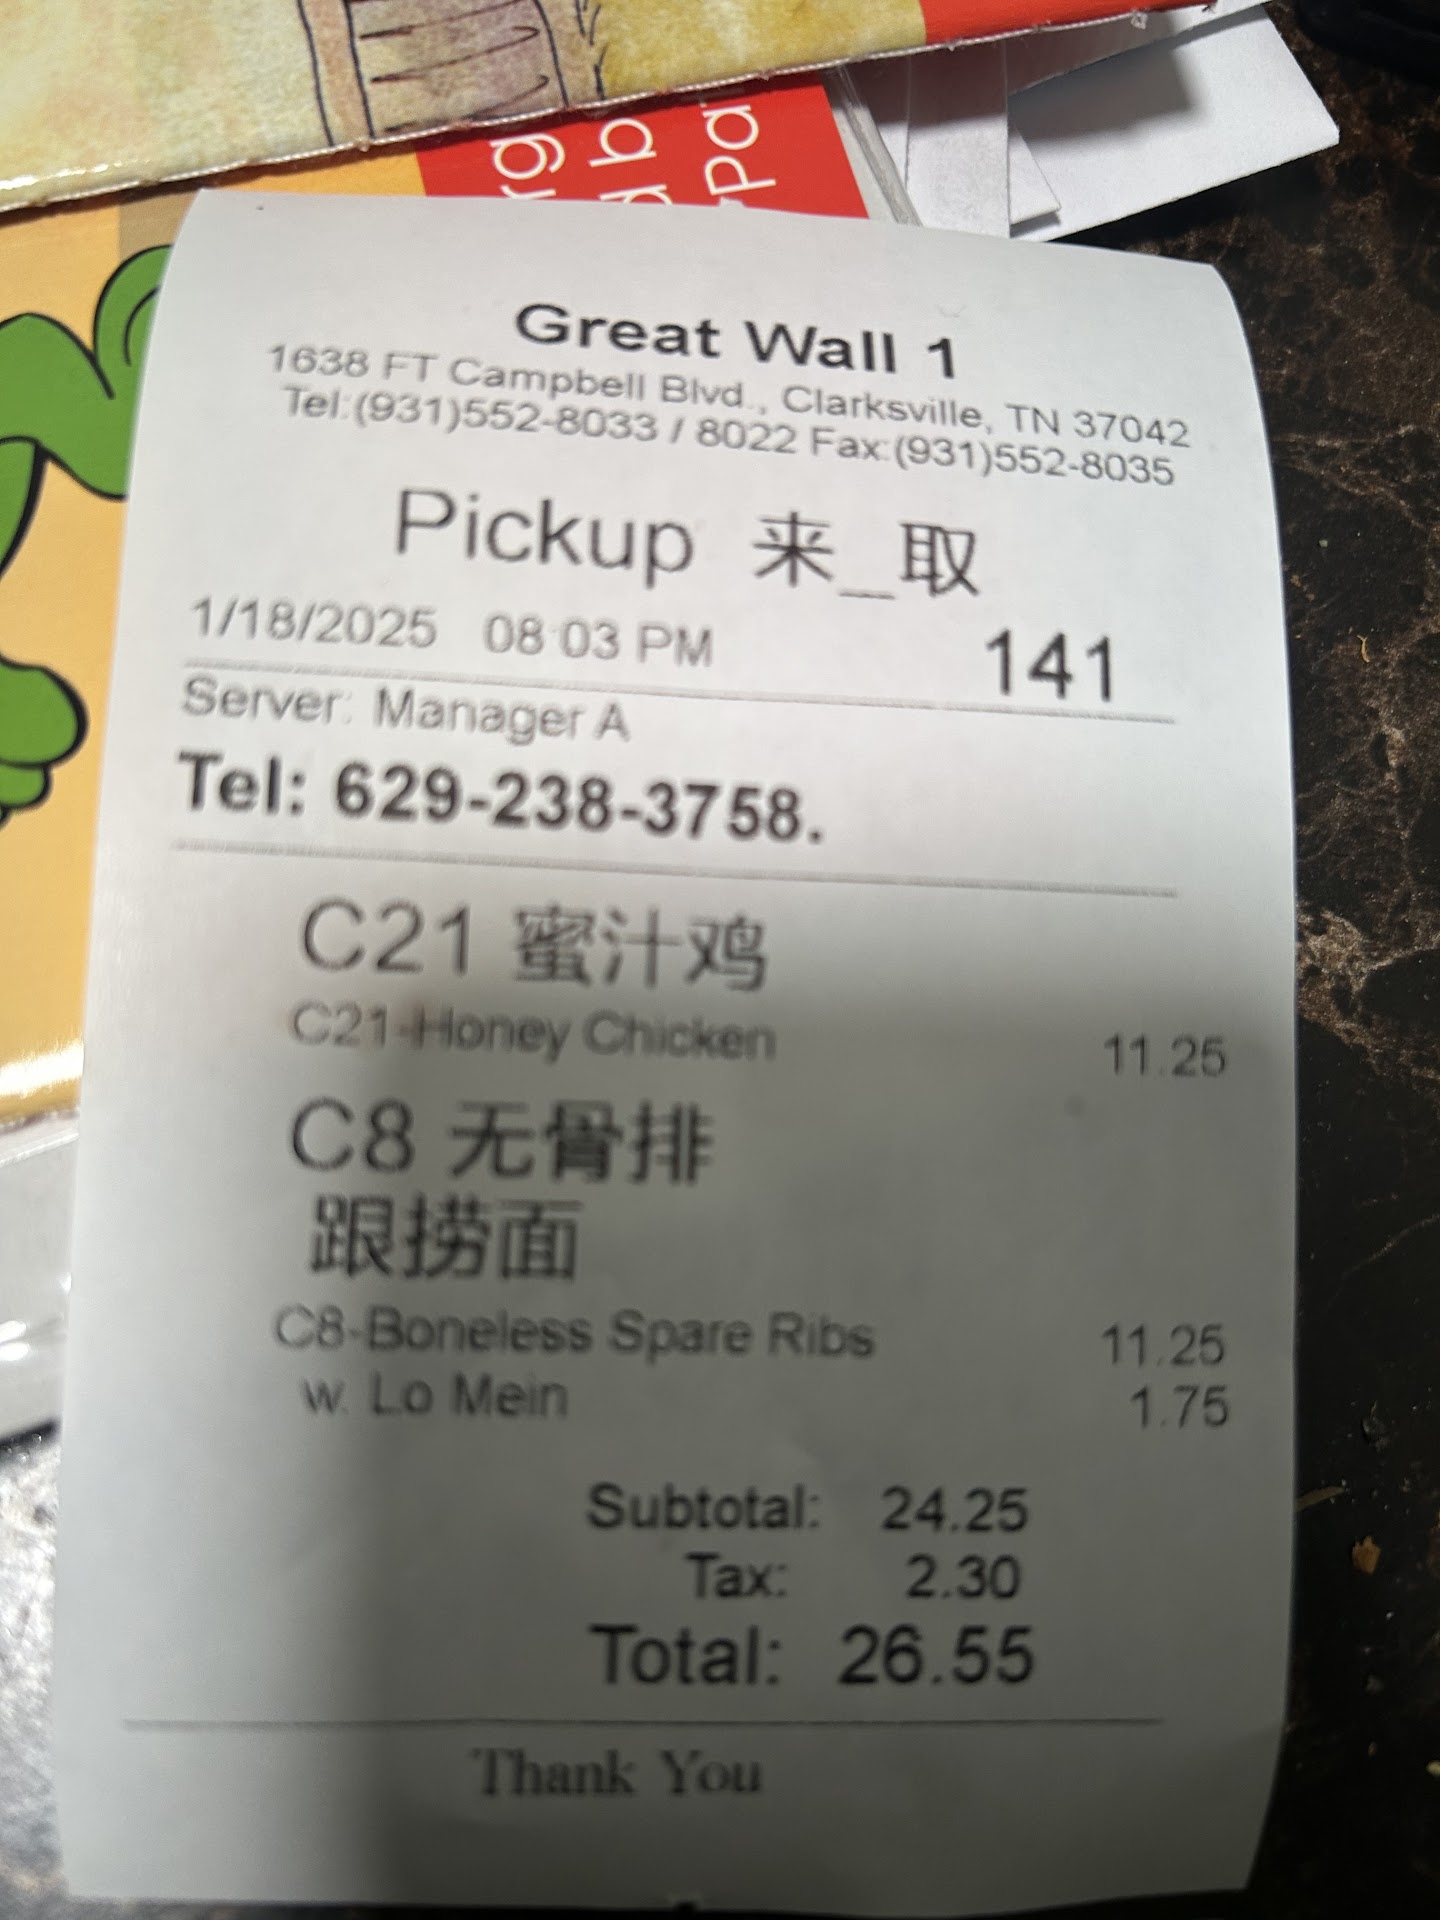 rg
d b
pa
Great Wall 1
1638 FT Campbell Blvd., Clarksville, TN 37042
Tel:(931)552-8033 / 8022 Fax:(931)552-8035
Pickup 来_取
1/18/2025 08:03 PM 141
Server: Manager A
Tel: 629-238-3758.
C21 蜜汁鸡
C21-Honey Chicken 11.25
C8 无骨排
跟捞面
C8-Boneless Spare Ribs 11.25
w. Lo Mein 1.75
Subtotal: 24.25
Tax: 2.30
Total: 26.55
Thank You